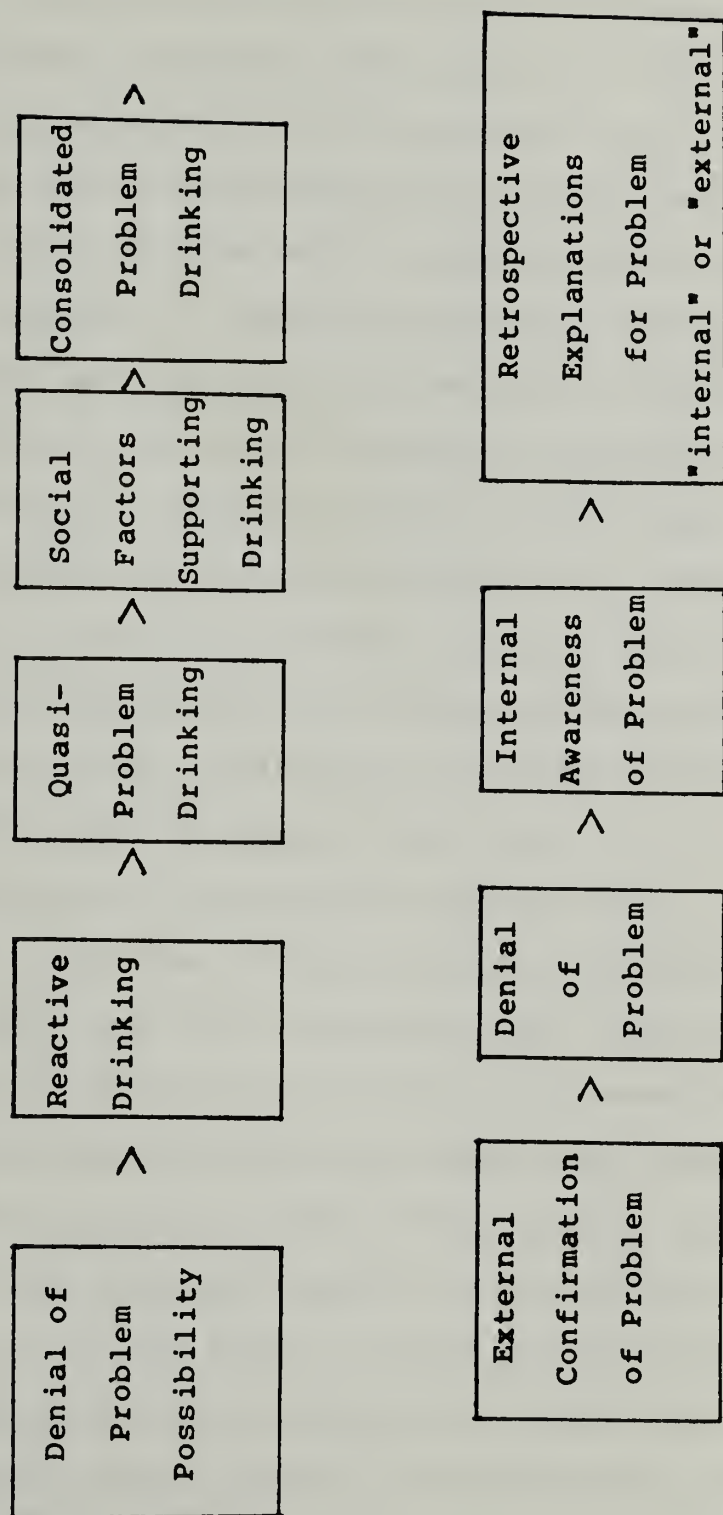 Denial of
Problem
Possibility
>
Reactive
Drinking
>
Quasi-
Problem
Drinking
>
Social
Factors
Supporting
Drinking
>
Consolidated
Problem
Drinking
>
External
Confirmation
of Problem
>
Denial
of
Problem
>
Internal
Awareness
of Problem
>
Retrospective
Explanations
for Problem
"internal" or "external"